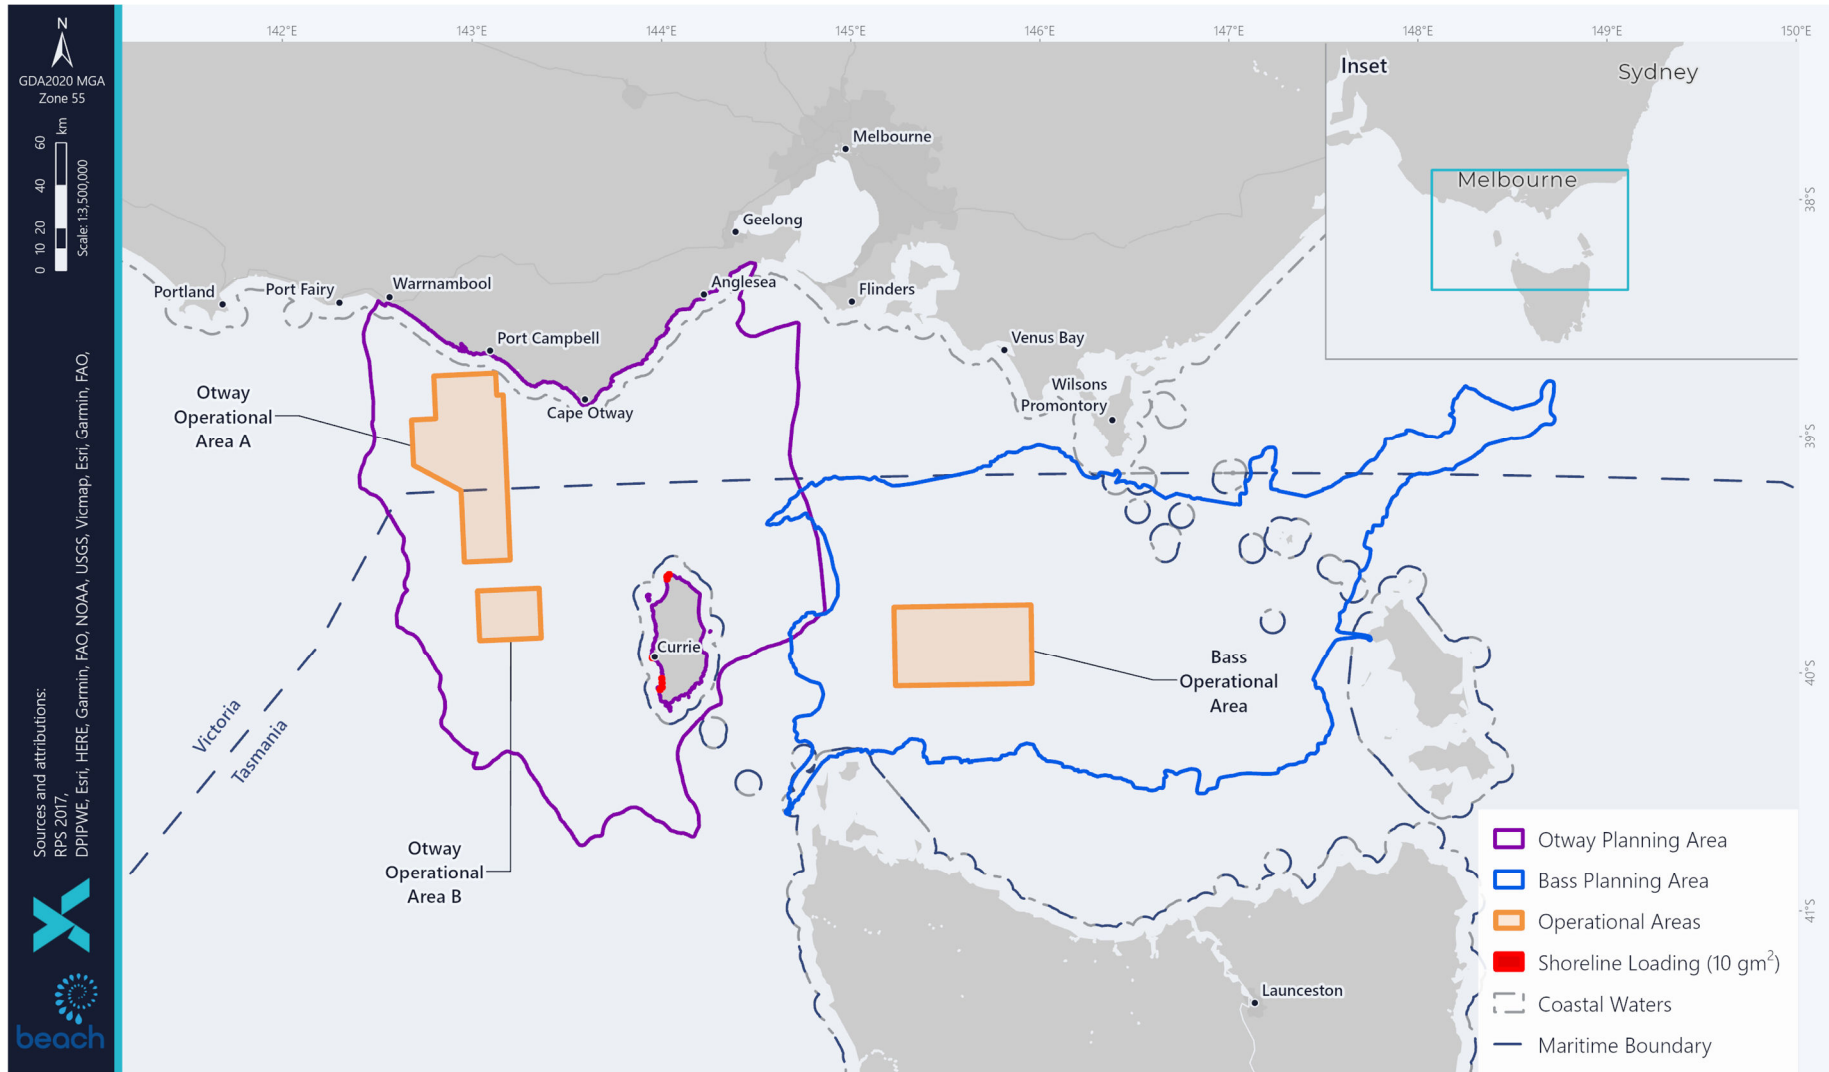 N
GDA2020 MGA
Zone 55
0 10 20 40 60 km
Scale: 1:3,500,000
Sources and attributions:
RPS 2017,
DPIPWE, Esri, HERE, Garmin, FAO, NOAA, USGS, Vicmap, Esri, Garmin, FAO,
beach
142°E 143°E 144°E 145°E 146°E 147°E 148°E 149°E 150°E
38°S
39°S
40°S
41°S
Inset
Sydney
Melbourne
Melbourne
Geelong
Portland
Port Fairy
Warrnambool
Anglesea
Flinders
Port Campbell
Venus Bay
Cape Otway
Wilsons
Promontory
Otway
Operational
Area A
Currie
Bass
Operational
Area
Victoria
Tasmania
Otway
Operational
Area B
Launceston
Otway Planning Area
Bass Planning Area
Operational Areas
Shoreline Loading (10 gm²)
Coastal Waters
Maritime Boundary